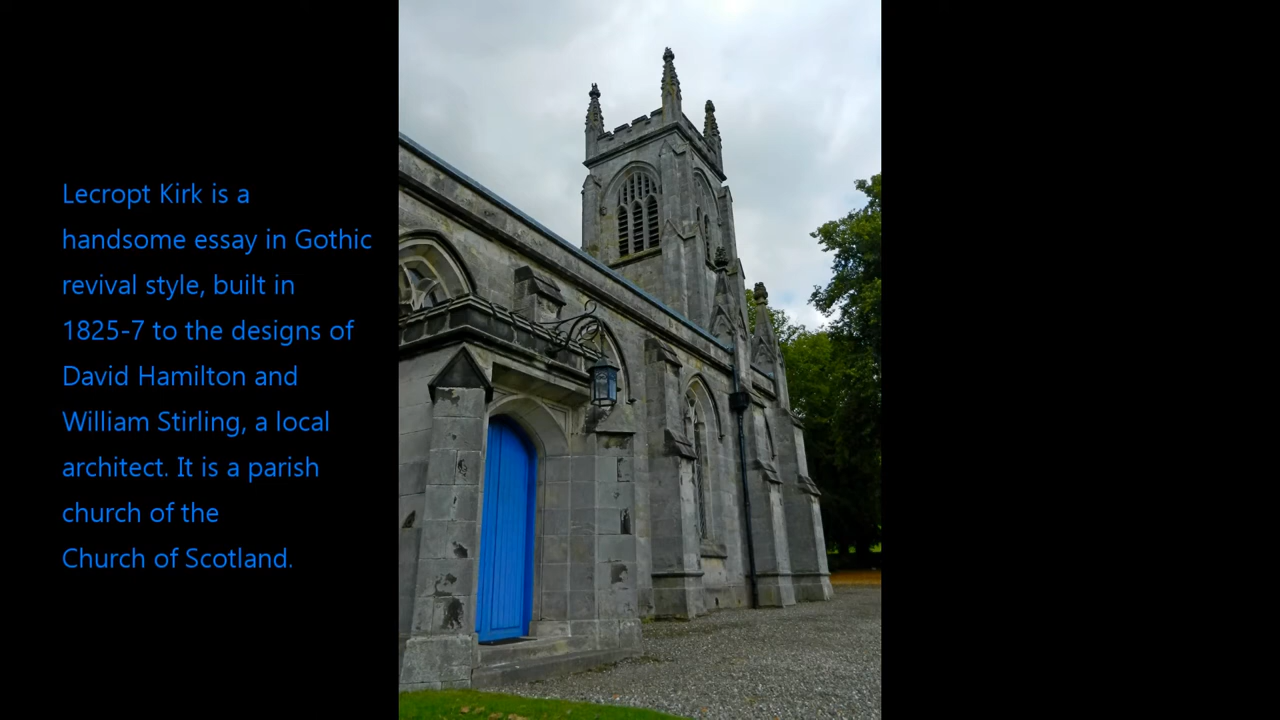 Lecropt Kirk is a
handsome essay in Gothic
revival style, built in
1825-7 to the designs of
David Hamilton and
William Stirling, a local
architect. It is a parish
church of the
Church of Scotland.